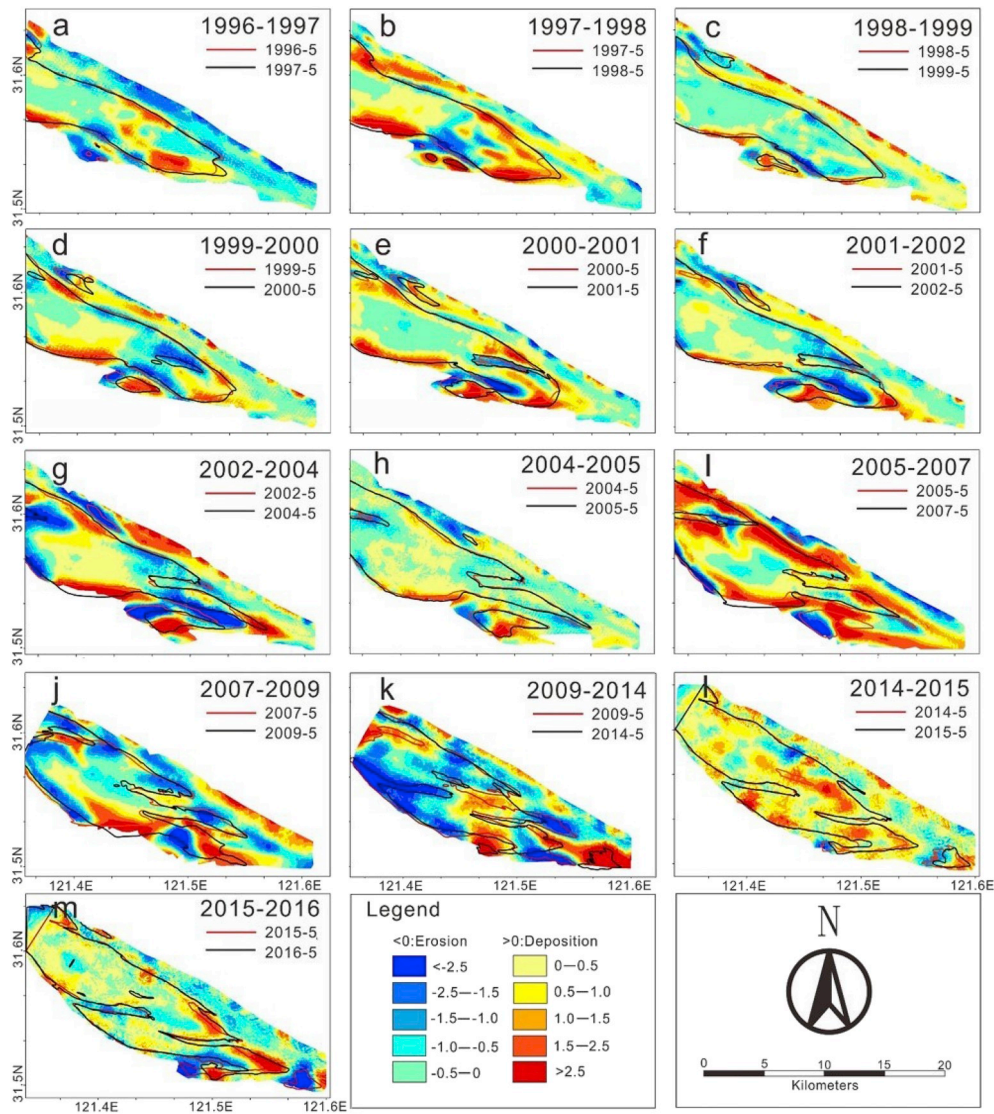 a 1996-1997
1996-5
1997-5
b 1997-1998
1997-5
1998-5
c 1998-1999
1998-5
1999-5
31.6N
31.5N
d 1999-2000
1999-5
2000-5
e 2000-2001
2000-5
2001-5
f 2001-2002
2001-5
2002-5
31.6N
31.5N
g 2002-2004
2002-5
2004-5
h 2004-2005
2004-5
2005-5
I 2005-2007
2005-5
2007-5
31.6N
31.5N
j 2007-2009
2007-5
2009-5
k 2009-2014
2009-5
2014-5
l 2014-2015
2014-5
2015-5
31.6N
31.5N
121.4E 121.5E 121.6E
121.4E 121.5E 121.6E
121.4E 121.5E 121.6E
m 2015-2016
2015-5
2016-5
31.6N
31.5N
121.4E 121.5E 121.6E
Legend
<0:Erosion >0:Deposition
<-2.5 0—0.5
-2.5—-1.5 0.5—1.0
-1.5—-1.0 1.0—1.5
-1.0—-0.5 1.5—2.5
-0.5—0 >2.5
N
0 5 10 15 20
Kilometers